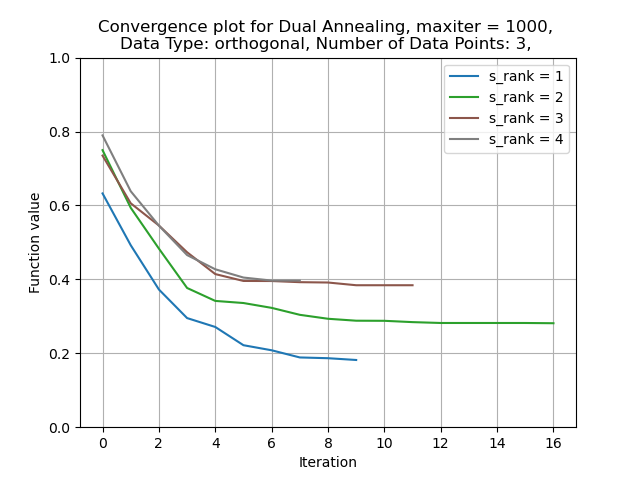 Convergence plot for Dual Annealing, maxiter = 1000,
Data Type: orthogonal, Number of Data Points: 3,
1.0
0.8
0.6
0.4
0.2
0.0
Function value
s_rank = 1
s_rank = 2
s_rank = 3
s_rank = 4
0 2 4 6 8 10 12 14 16
Iteration